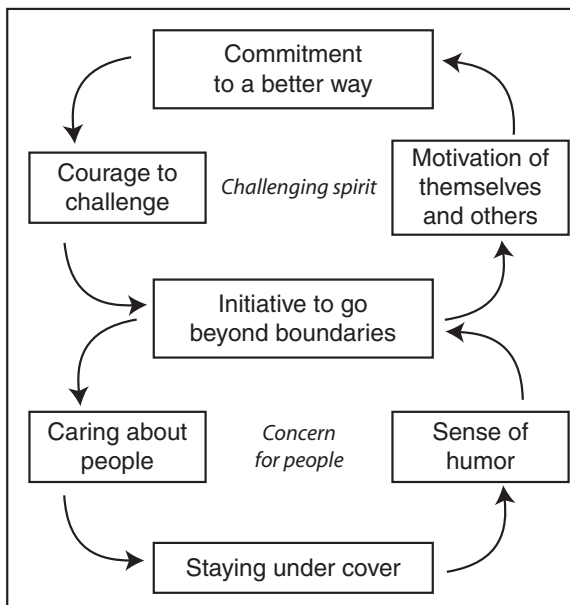 Commitment
to a better way
Courage to
challenge
Challenging spirit
Motivation of
themselves
and others
Initiative to go
beyond boundaries
Caring about
people
Concern
for people
Sense of
humor
Staying under cover